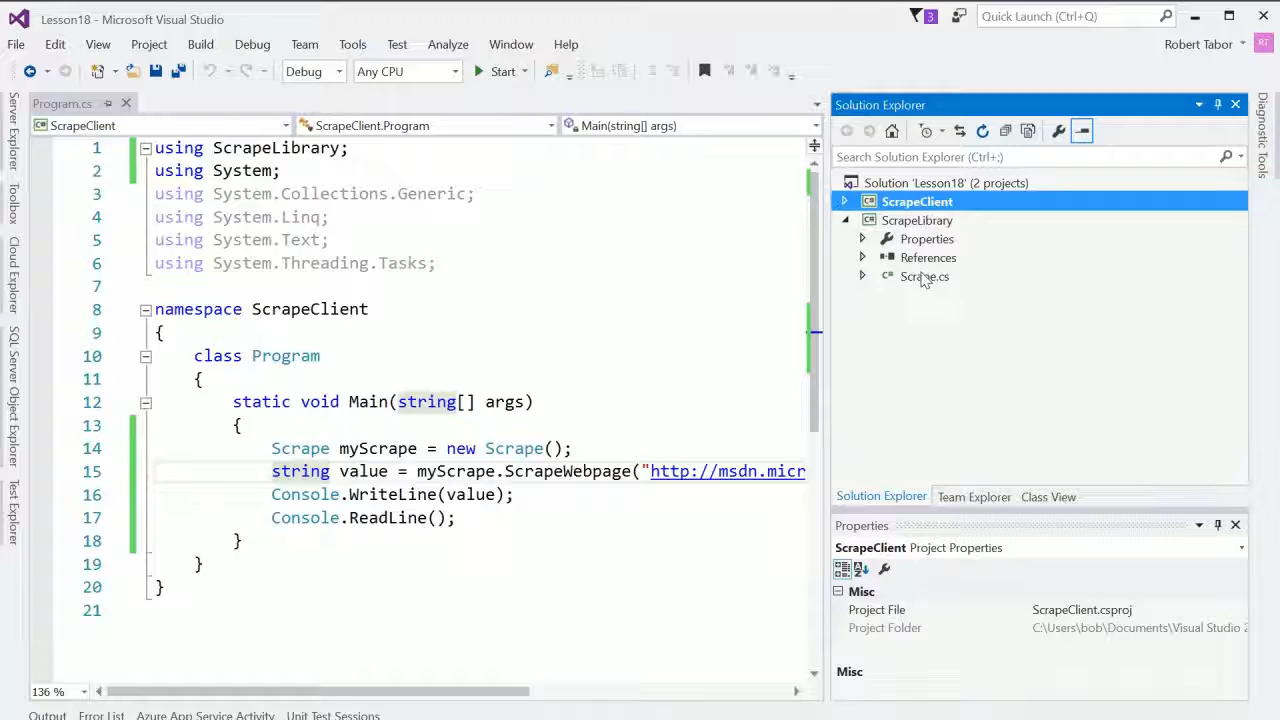 Lesson18 - Microsoft Visual Studio
3
Quick Launch (Ctrl+Q)
File Edit View Project Build Debug Team Tools Test Analyze Window Help
Robert Tabor
RT
Debug
Any CPU
Start
Program.cs
ScrapeClient
ScrapeClient.Program
Main(string[] args)
1 using ScrapeLibrary;
2 using System;
3 using System.Collections.Generic;
4 using System.Linq;
5 using System.Text;
6 using System.Threading.Tasks;
7
8 namespace ScrapeClient
9 {
10 class Program
11 {
12 static void Main(string[] args)
13 {
14 Scrape myScrape = new Scrape();
15 string value = myScrape.ScrapeWebpage("http://msdn.micr
16 Console.WriteLine(value);
17 Console.ReadLine();
18 }
19 }
20 }
21
136 %
Server Explorer
Toolbox
Cloud Explorer
SQL Server Object Explorer
Test Explorer
Solution Explorer
Search Solution Explorer (Ctrl+;)
Solution 'Lesson18' (2 projects)
C# ScrapeClient
C# ScrapeLibrary
Properties
References
C# Scrape.cs
Solution Explorer Team Explorer Class View
Properties
ScrapeClient Project Properties
Misc
Project File ScrapeClient.csproj
Project Folder C:\Users\bob\Documents\Visual Studio 2
Misc
Diagnostic Tools
Output Error List Azure App Service Activity Unit Test Sessions